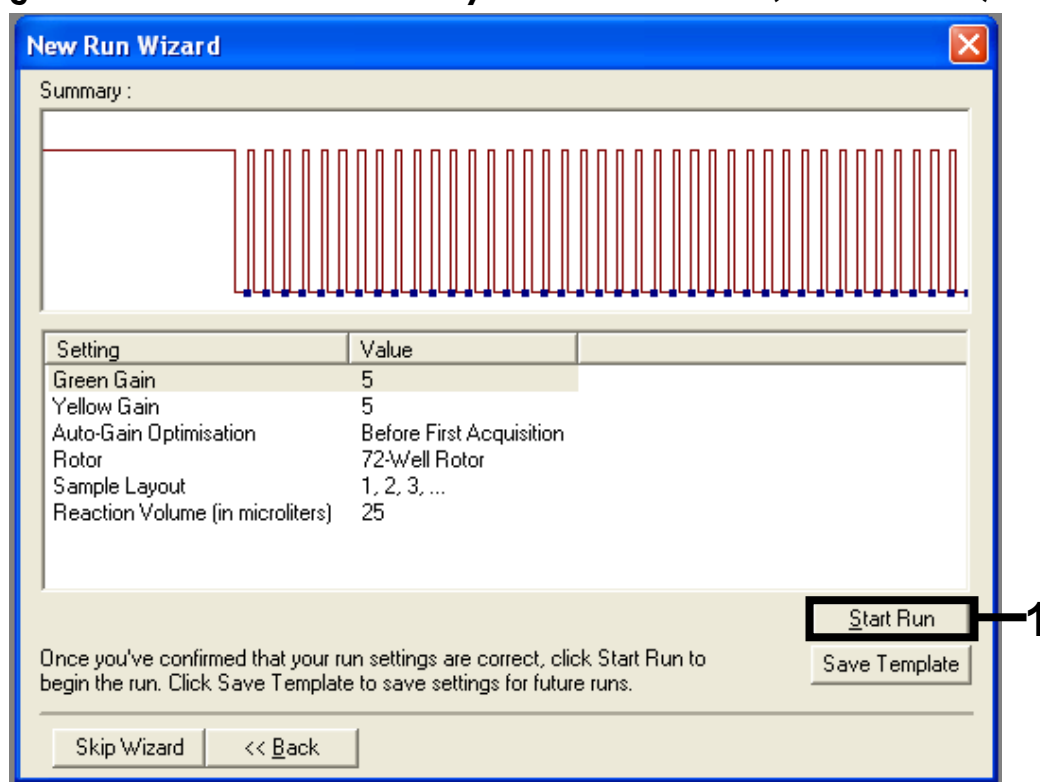 New Run Wizard
Summary :
Setting Value
Green Gain 5
Yellow Gain 5
Auto-Gain Optimisation Before First Acquisition
Rotor 72-Well Rotor
Sample Layout 1, 2, 3, ...
Reaction Volume (in microliters) 25
Start Run 1
Once you've confirmed that your run settings are correct, click Start Run to
begin the run. Click Save Template to save settings for future runs.
Save Template
Skip Wizard << Back